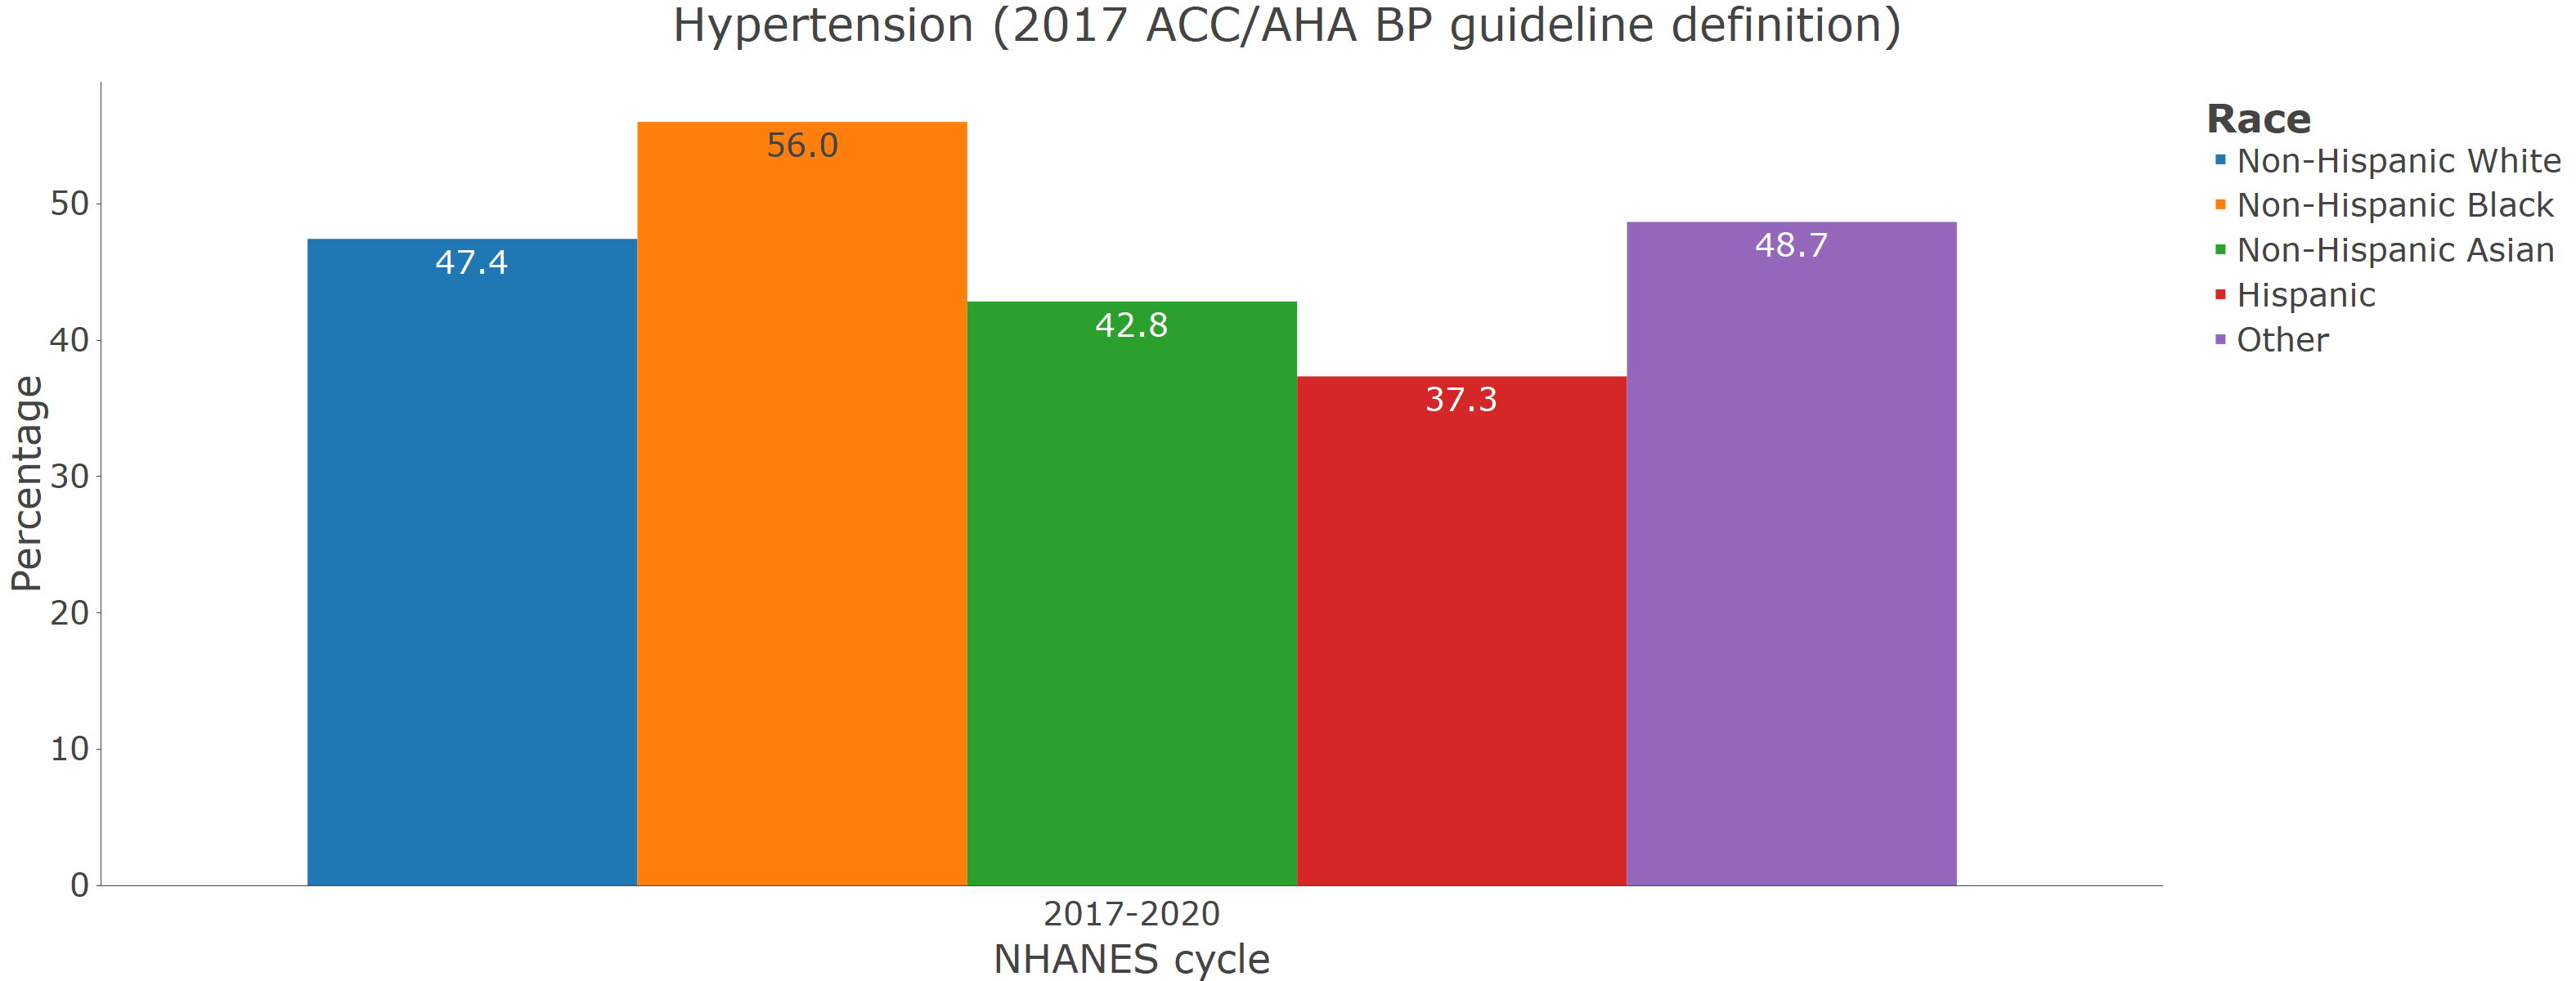 Hypertension (2017 ACC/AHA BP guideline definition)
Percentage
50
40
30
20
10
0
47.4
56.0
42.8
37.3
48.7
2017-2020
NHANES cycle
Race
Non-Hispanic White
Non-Hispanic Black
Non-Hispanic Asian
Hispanic
Other